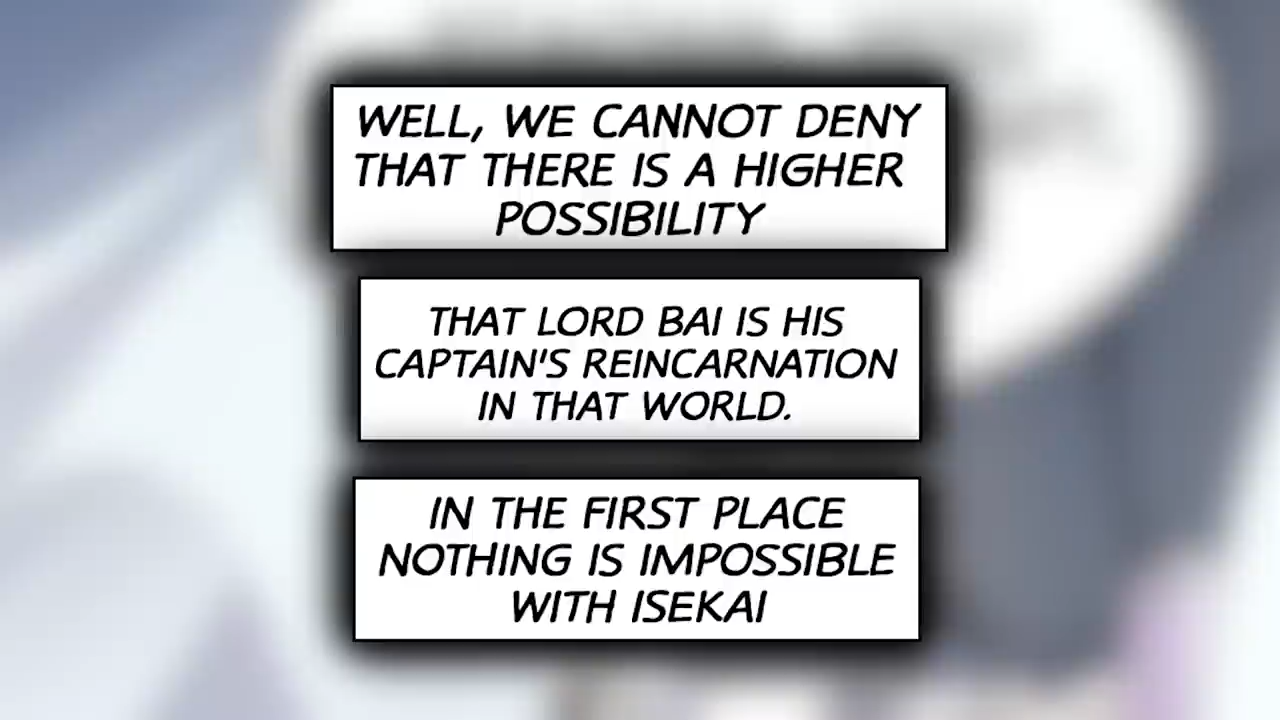 WELL, WE CANNOT DENY
THAT THERE IS A HIGHER
POSSIBILITY
THAT LORD BAI IS HIS
CAPTAIN'S REINCARNATION
IN THAT WORLD.
IN THE FIRST PLACE
NOTHING IS IMPOSSIBLE
WITH ISEKAI